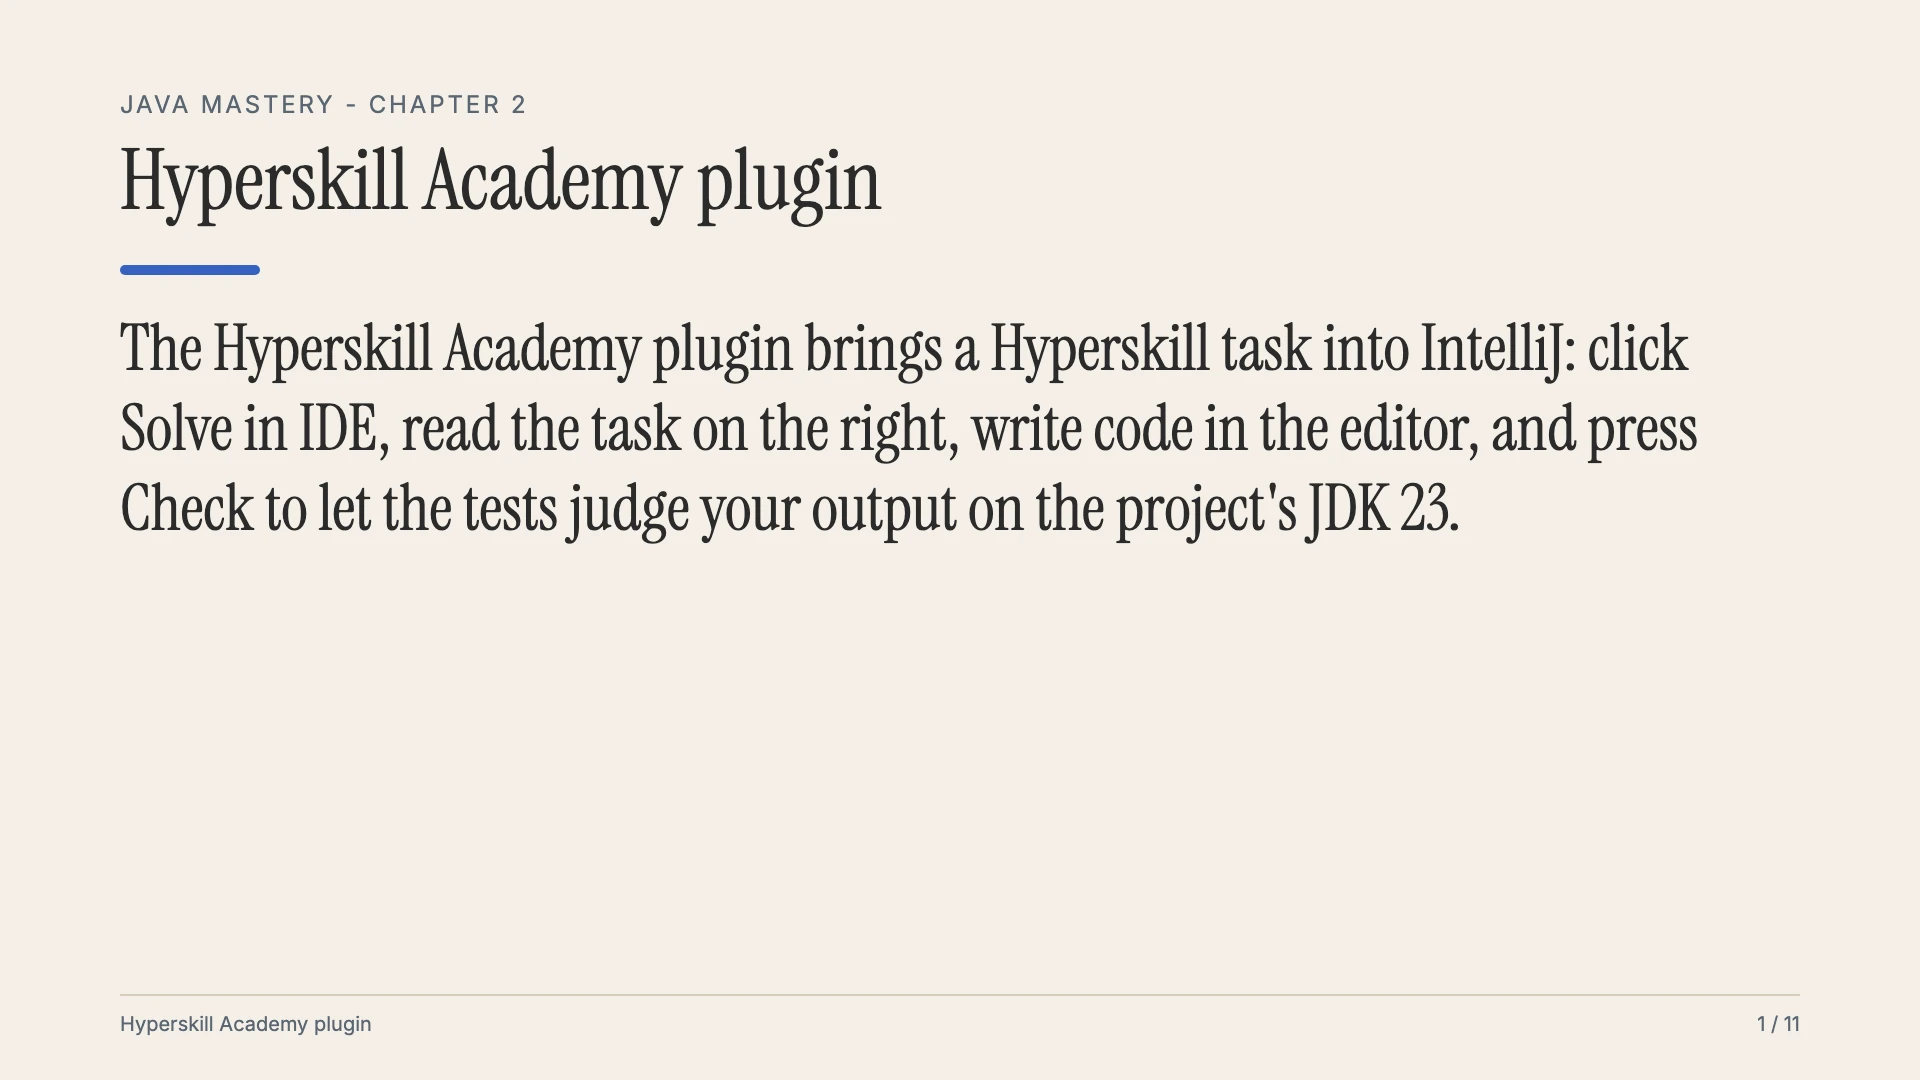 JAVA MASTERY - CHAPTER 2
Hyperskill Academy plugin
The Hyperskill Academy plugin brings a Hyperskill task into IntelliJ: click
Solve in IDE, read the task on the right, write code in the editor, and press
Check to let the tests judge your output on the project's JDK 23.
Hyperskill Academy plugin
1 / 11